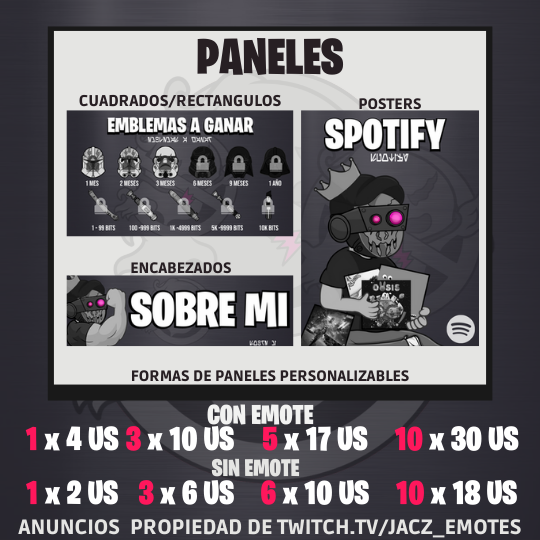 PANELES
CUADRADOS/RECTANGULOS
EMBLEMAS A GANAR
1 MES 2 MESES 3 MESES 6 MESES 9 MESES 1 AÑO
1 - 99 BITS 100 -999 BITS 1K -4999 BITS 5K -9999 BITS 10K BITS
ENCABEZADOS
SOBRE MI
POSTERS
SPOTIFY
FORMAS DE PANELES PERSONALIZABLES
CON EMOTE
1 x 4 US 3 x 10 US 5 x 17 US 10 x 30 US
SIN EMOTE
1 x 2 US 3 x 6 US 6 x 10 US 10 x 18 US
ANUNCIOS PROPIEDAD DE TWITCH.TV/JACZ_EMOTES